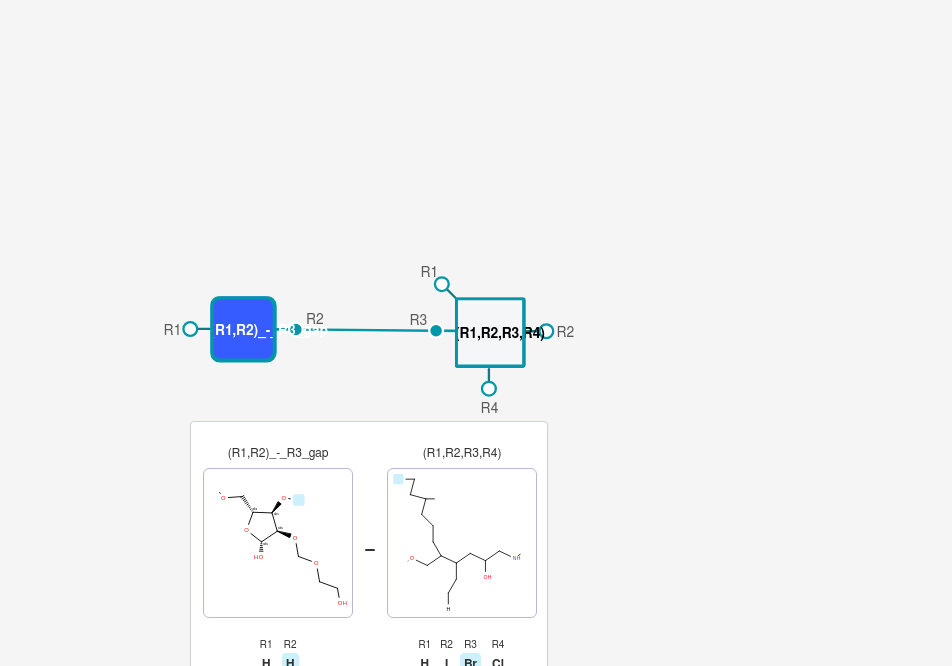 R1
R1
R1,R2)_-_R3_gap
R2
R3
(R1,R2,R3,R4)
R2
R4
(R1,R2)_-_R3_gap
(R1,R2,R3,R4)
O
O
O
O
HO
O
OH
O
OH
NH
H
R1 R2
R1 R2 R3 R4
H H
H I Br Cl